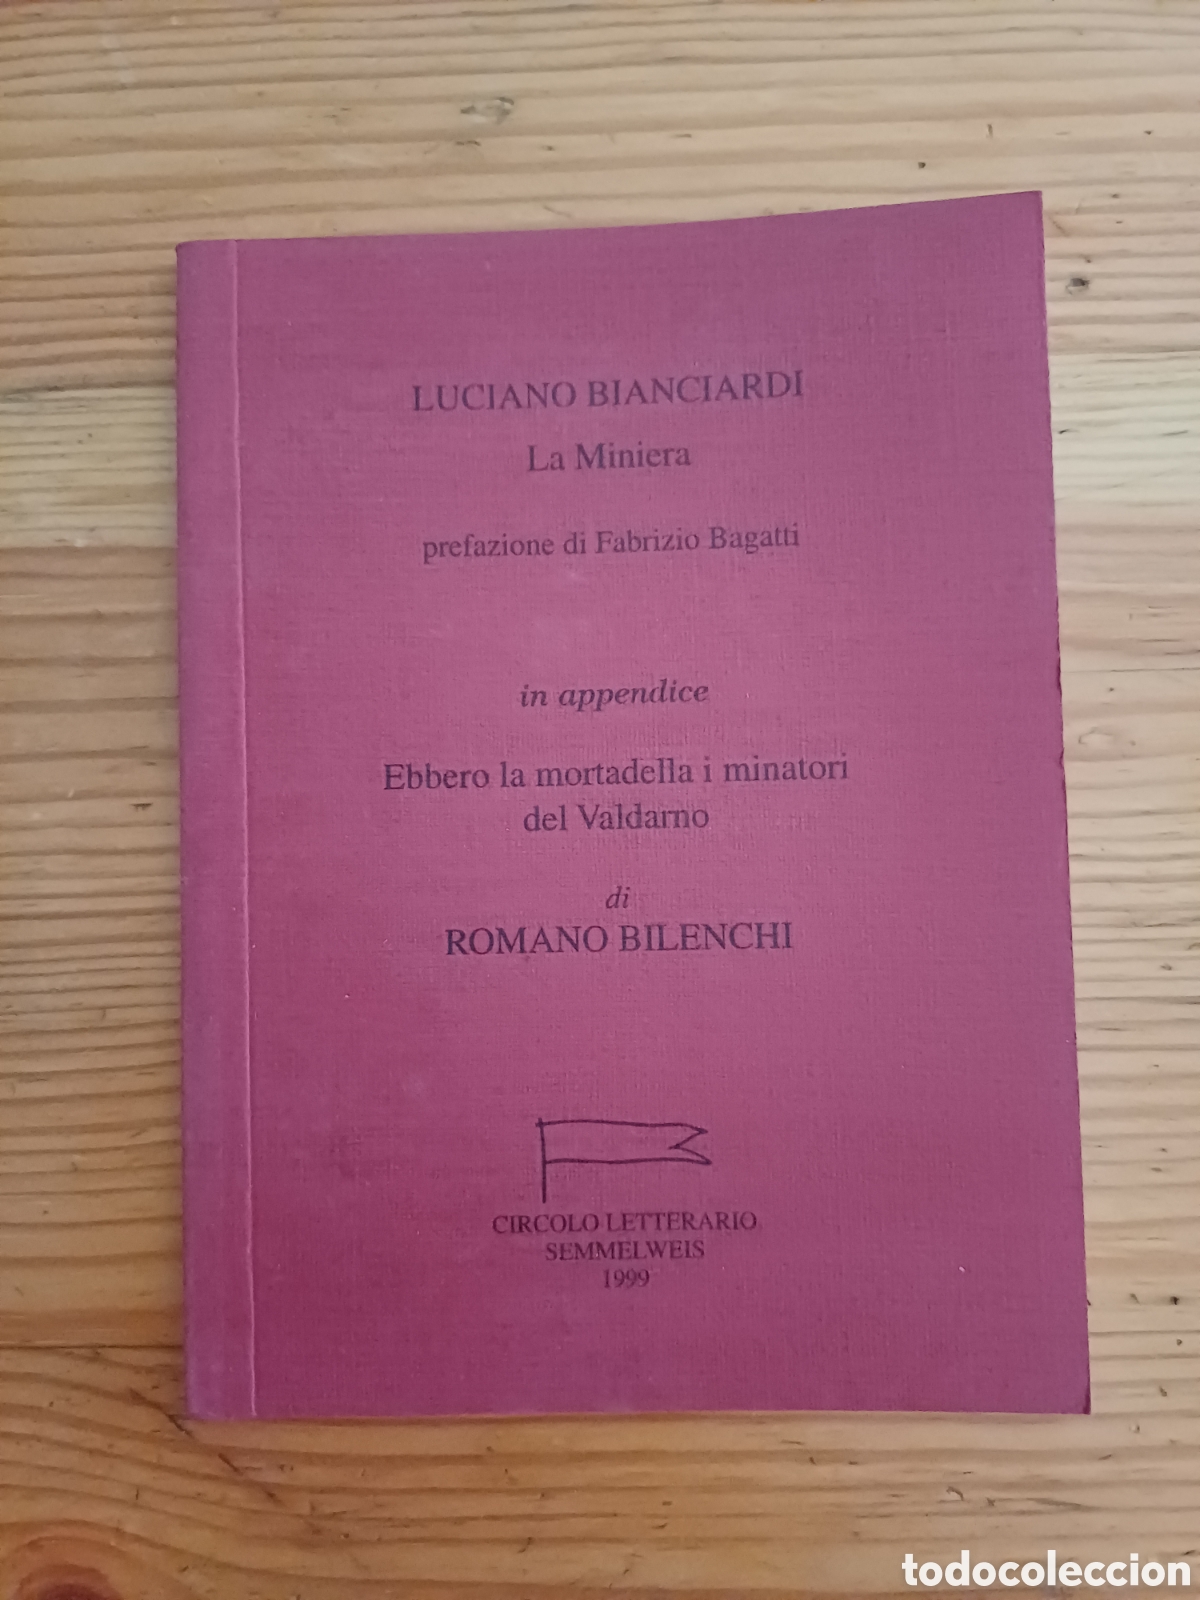 LUCIANO BIANCIARDI
La Miniera
prefazione di Fabrizio Bagatti
in appendice
Ebbero la mortadella i minatori
del Valdarno
di
ROMANO BILENCHI
CIRCOLO LETTERARIO
SEMMELWEIS
1999
todocoleccion